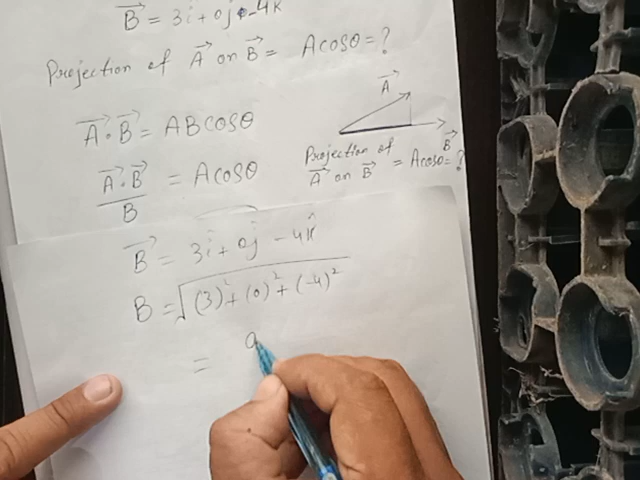 B⃗ = 3î + 0ĵ - 4k̂
Projection of A⃗ on B⃗ = Acosθ = ?
A⃗ . B⃗ = ABcosθ
A⃗ . B⃗ / B = Acosθ
A⃗
B⃗
Projection of
A⃗ on B⃗ = Acosθ = ?
B⃗ = 3î + 0ĵ - 4k̂
B = √(3)² + (0)² + (-4)²
=